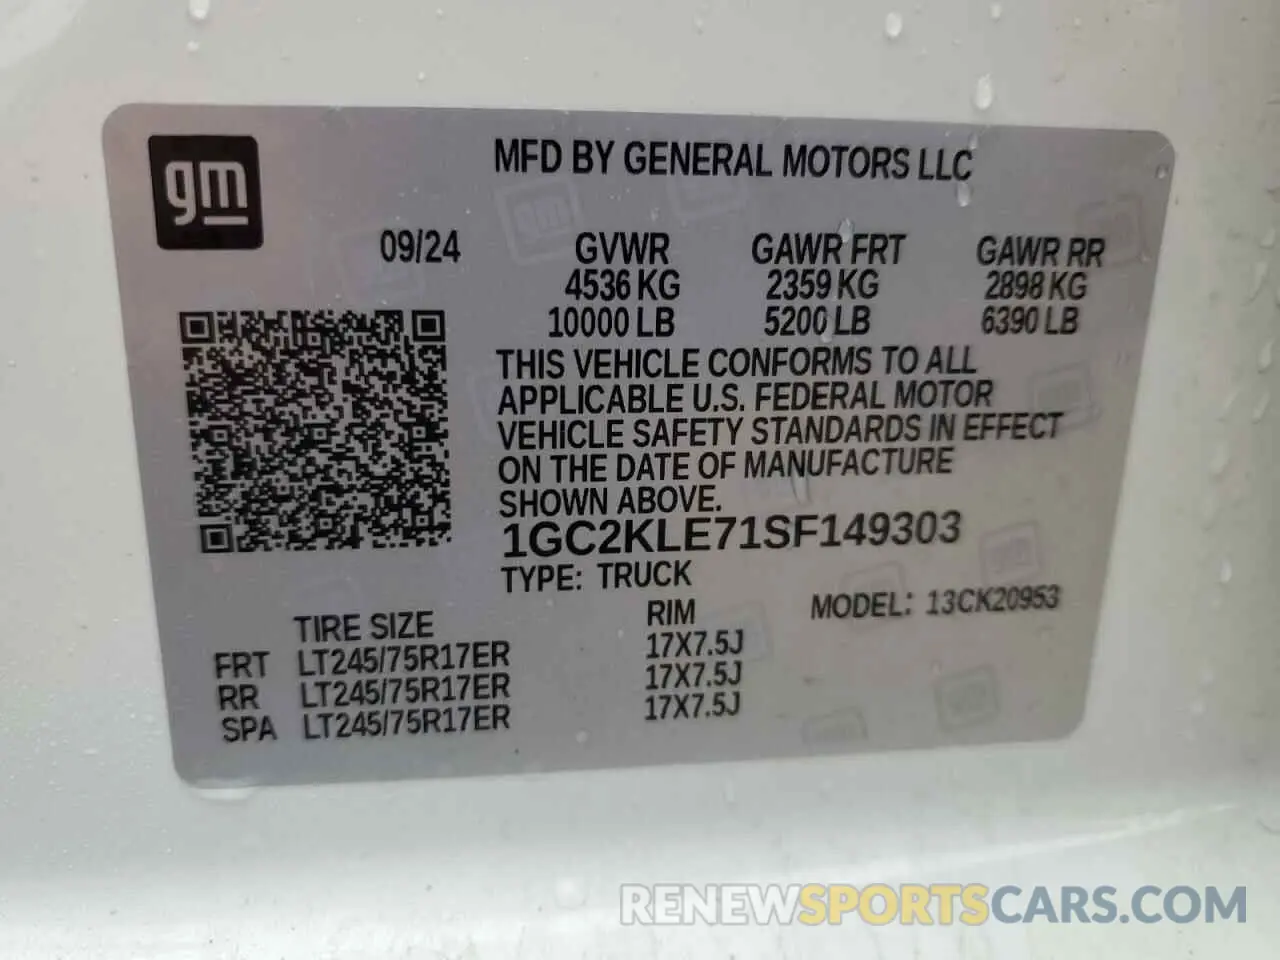 gm
MFD BY GENERAL MOTORS LLC
09/24 GVWR GAWR FRT GAWR RR
4536 KG 2359 KG 2898 KG
10000 LB 5200 LB 6390 LB
THIS VEHICLE CONFORMS TO ALL
APPLICABLE U.S. FEDERAL MOTOR
VEHICLE SAFETY STANDARDS IN EFFECT
ON THE DATE OF MANUFACTURE
SHOWN ABOVE.
1GC2KLE71SF149303
TYPE: TRUCK
MODEL: 13CK20953
TIRE SIZE RIM
FRT LT245/75R17ER 17X7.5J
RR LT245/75R17ER 17X7.5J
SPA LT245/75R17ER 17X7.5J
RENEWSPORTSCARS.COM